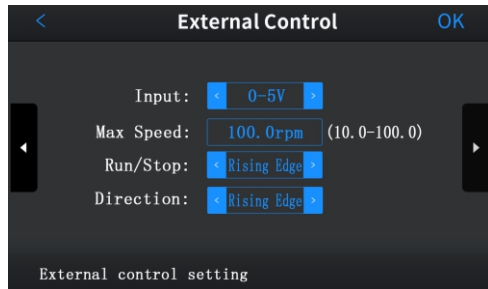 < External Control OK
Input: < 0-5V >
Max Speed: 100.0rpm (10.0-100.0)
Run/Stop: < Rising Edge >
Direction: < Rising Edge >
External control setting